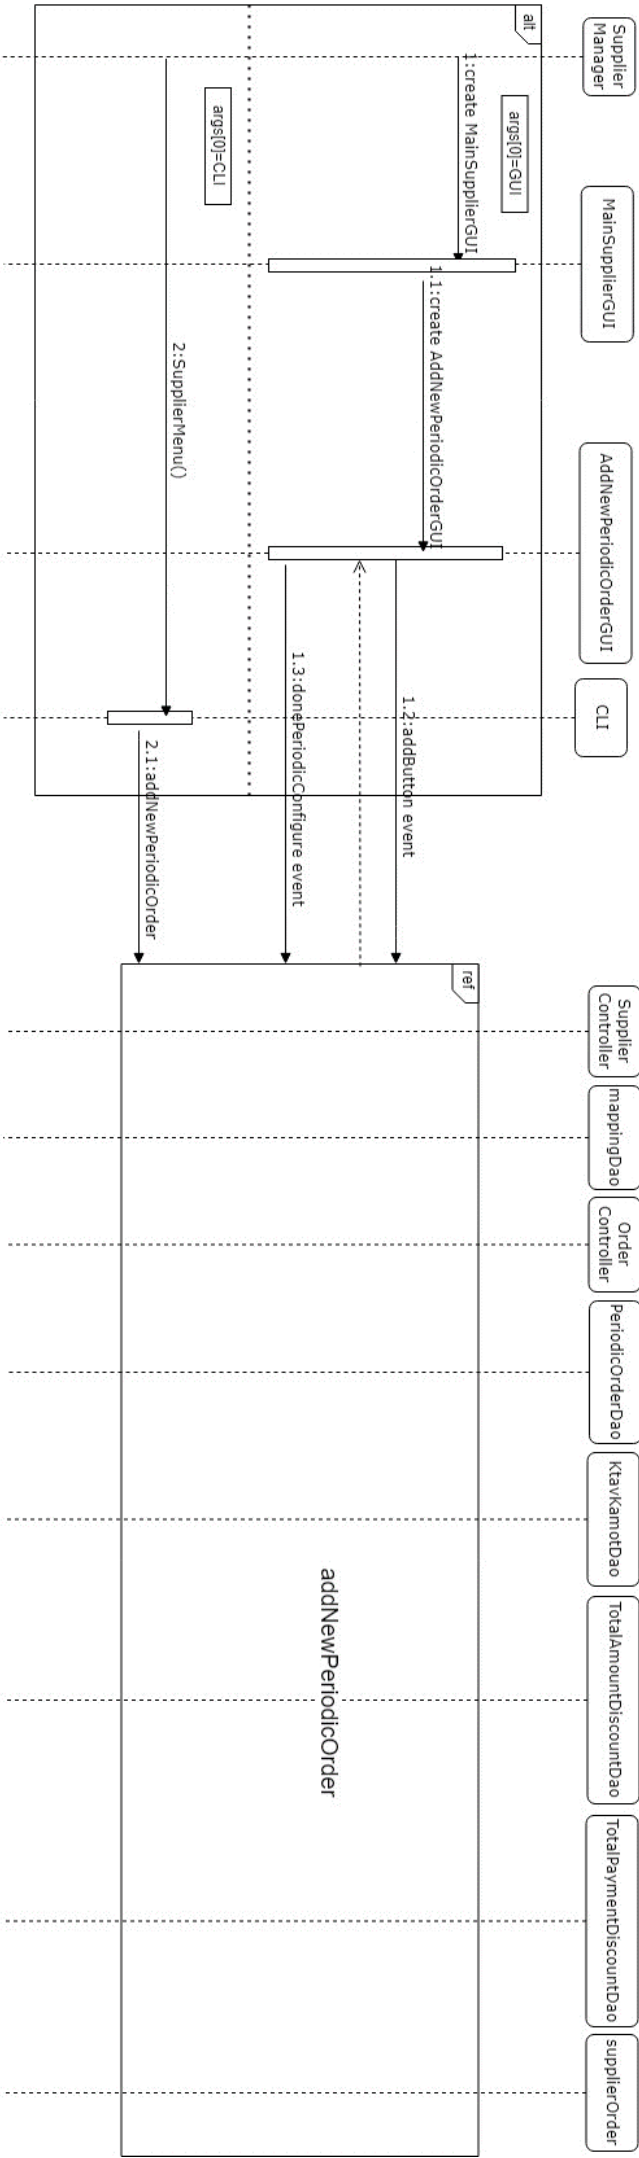 Supplier
Manager
MainSupplierGUI
AddNewPeriodicOrderGUI
CLI
Supplier
Controller
mappingDao
Order
Controller
PeriodicOrderDao
KtavKamotDao
TotalAmountDiscountDao
TotalPaymentDiscountDao
supplierOrder
alt
args[0]=GUI
1:create MainSupplierGUI
1.1:create AddNewPeriodicOrderGUI
ref
1.2:addButton event
1.3:donePeriodicConfigure event
addNewPeriodicOrder
args[0]=CLI
2:SupplierMenu()
2.1:addNewPeriodicOrder